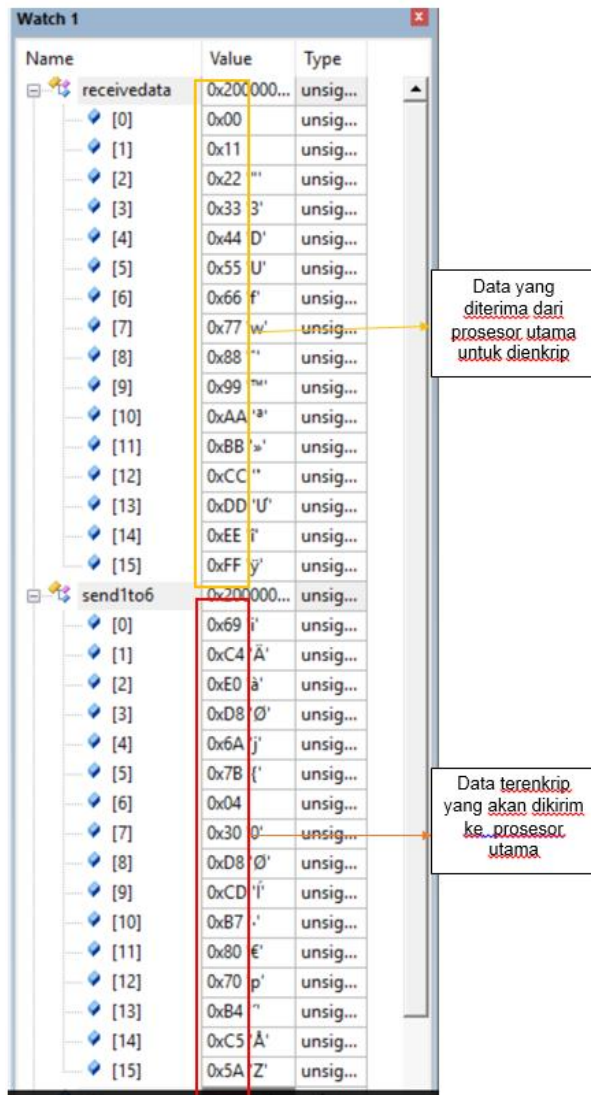 Watch 1
Name Value Type
receivedata 0x200000... unsig...
[0] 0x00 unsig...
[1] 0x11 unsig...
[2] 0x22 '"' unsig...
[3] 0x33 '3' unsig...
[4] 0x44 'D' unsig...
[5] 0x55 'U' unsig...
[6] 0x66 'f' unsig...
[7] 0x77 'w' unsig...
[8] 0x88 'ˆ' unsig...
[9] 0x99 '™' unsig...
[10] 0xAA 'ª' unsig...
[11] 0xBB '»' unsig...
[12] 0xCC unsig...
[13] 0xDD 'Ư' unsig...
[14] 0xEE 'î' unsig...
[15] 0xFF 'ÿ' unsig...
Data yang
diterima dari
prosesor utama
untuk dienkrip
send1to6 0x200000... unsig...
[0] 0x69 'i' unsig...
[1] 0xC4 'Ä' unsig...
[2] 0xE0 'à' unsig...
[3] 0xD8 'Ø' unsig...
[4] 0x6A 'j' unsig...
[5] 0x7B '{' unsig...
[6] 0x04 unsig...
[7] 0x30 '0' unsig...
[8] 0xD8 'Ø' unsig...
[9] 0xCD 'Í' unsig...
[10] 0xB7 '·' unsig...
[11] 0x80 '€' unsig...
[12] 0x70 'p' unsig...
[13] 0xB4 '´' unsig...
[14] 0xC5 'Å' unsig...
[15] 0x5A 'Z' unsig...
Data terenkrip
yang akan dikirim
ke prosesor
utama